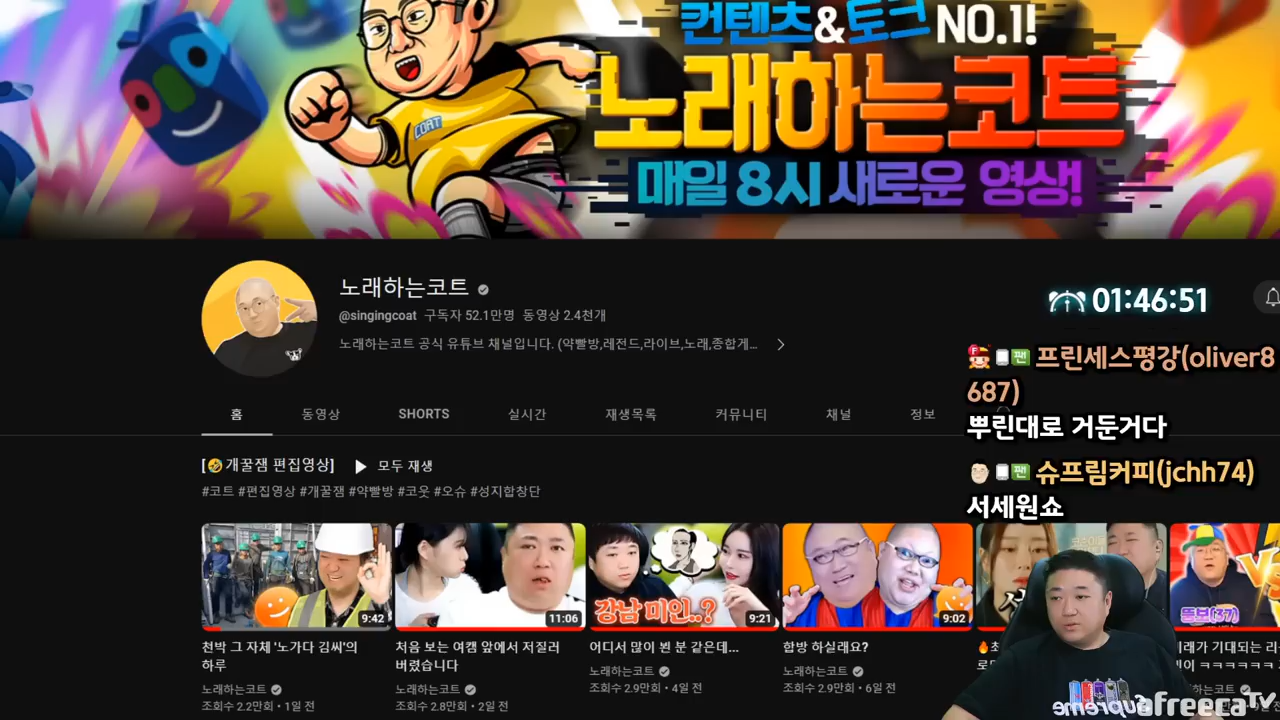 컨텐츠&토크 NO.1!
노래하는코트
매일 8시 새로운 영상!
COAT
노래하는코트
@singingcoat 구독자 52.1만명 동영상 2.4천개
노래하는코트 공식 유튜브 채널입니다. (약빨방,레전드,라이브,노래,종합게...
01:46:51
프린세스평강(oliver8
687)
뿌린대로 거둔거다
슈프림커피(jchh74)
서세원쇼
홈 동영상 SHORTS 실시간 재생목록 커뮤니티 채널 정보
[🤣개꿀잼 편집영상] 모두 재생
#코트 #편집영상 #개꿀잼 #약빨방 #코웃 #오슈 #성지합창단
9:42
11:06
강남 미인..?
9:21
9:02
뜸보(37)
천박 그 자체 '노가다 김씨'의
하루
노래하는코트
조회수 2.2만회 • 1일 전
처음 보는 여캠 앞에서 저질러
버렸습니다
노래하는코트
조회수 2.8만회 • 2일 전
어디서 많이 뵌 분 같은데...
노래하는코트
조회수 2.9만회 • 4일 전
합방 하실래요?
노래하는코트
조회수 2.9만회 • 6일 전
supreme
afreecaTV